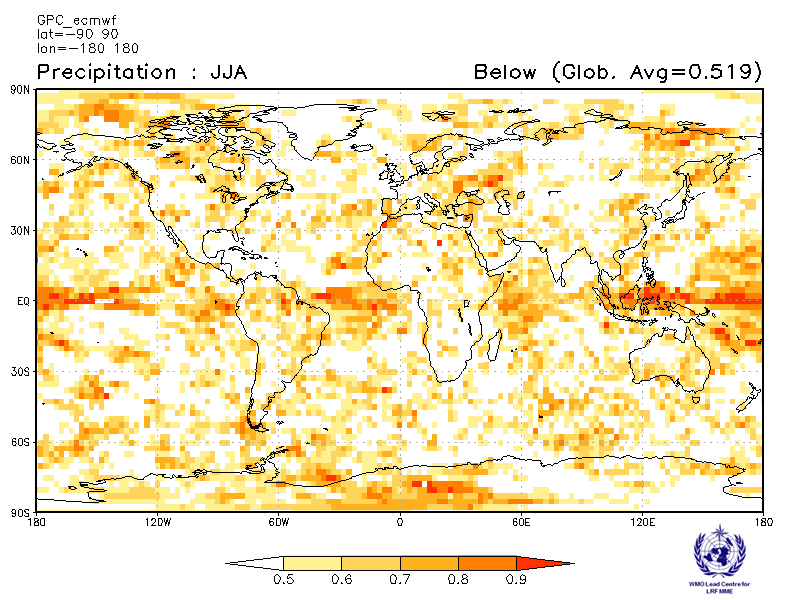 GPC_ecmwf
lat=-90 90
lon=-180 180
Precipitation : JJA Below (Glob. Avg=0.519)
90N
60N
30N
EQ
30S
60S
90S
180 120W 60W 0 60E 120E 180
0.5 0.6 0.7 0.8 0.9
WMO Lead Centre for
LRF MME